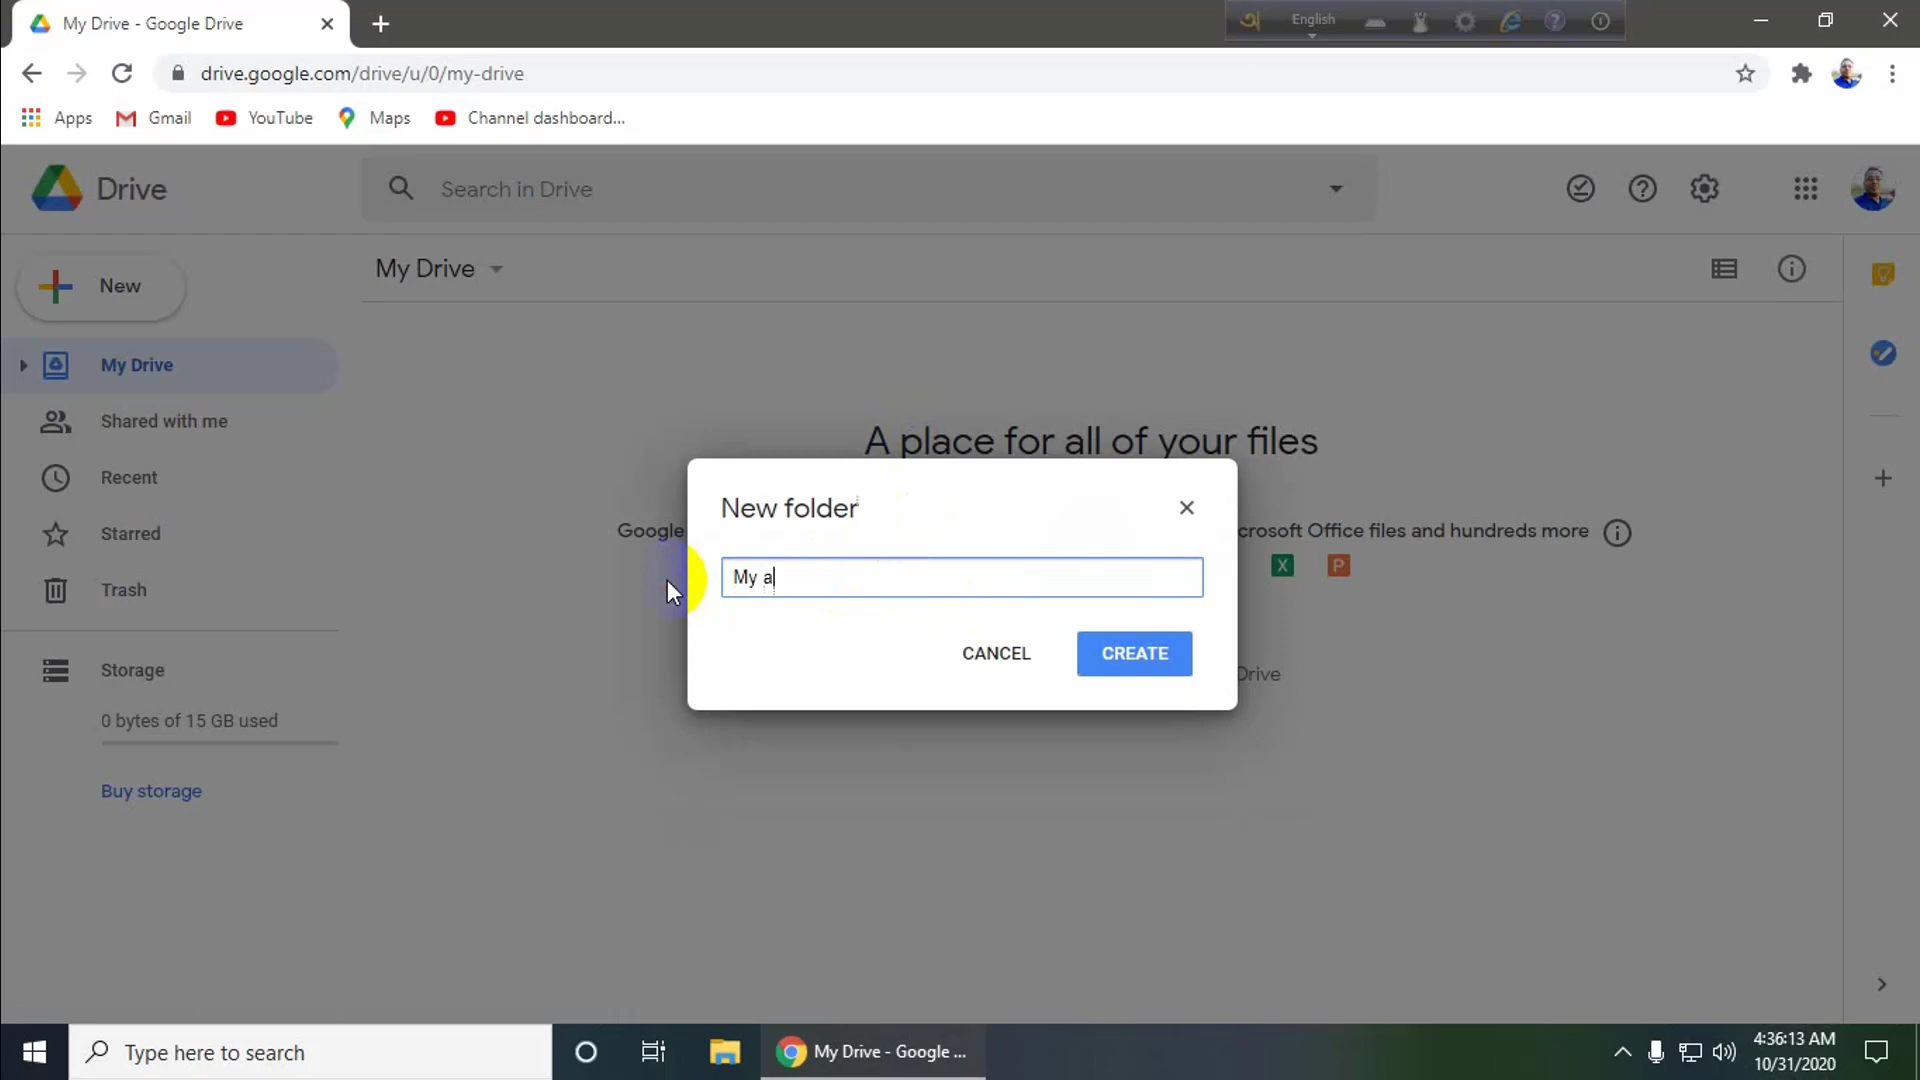 My Drive - Google Drive
English
drive.google.com/drive/u/0/my-drive
Apps
Gmail
YouTube
Maps
Channel dashboard...
Drive
Search in Drive
New
My Drive
My Drive
Shared with me
Recent
Starred
Trash
Storage
0 bytes of 15 GB used
Buy storage
A place for all of your files
Google
crosoft Office files and hundreds more
X
P
Drive
New folder
My a
CANCEL
CREATE
Type here to search
My Drive - Google ...
4:36:13 AM
10/31/2020